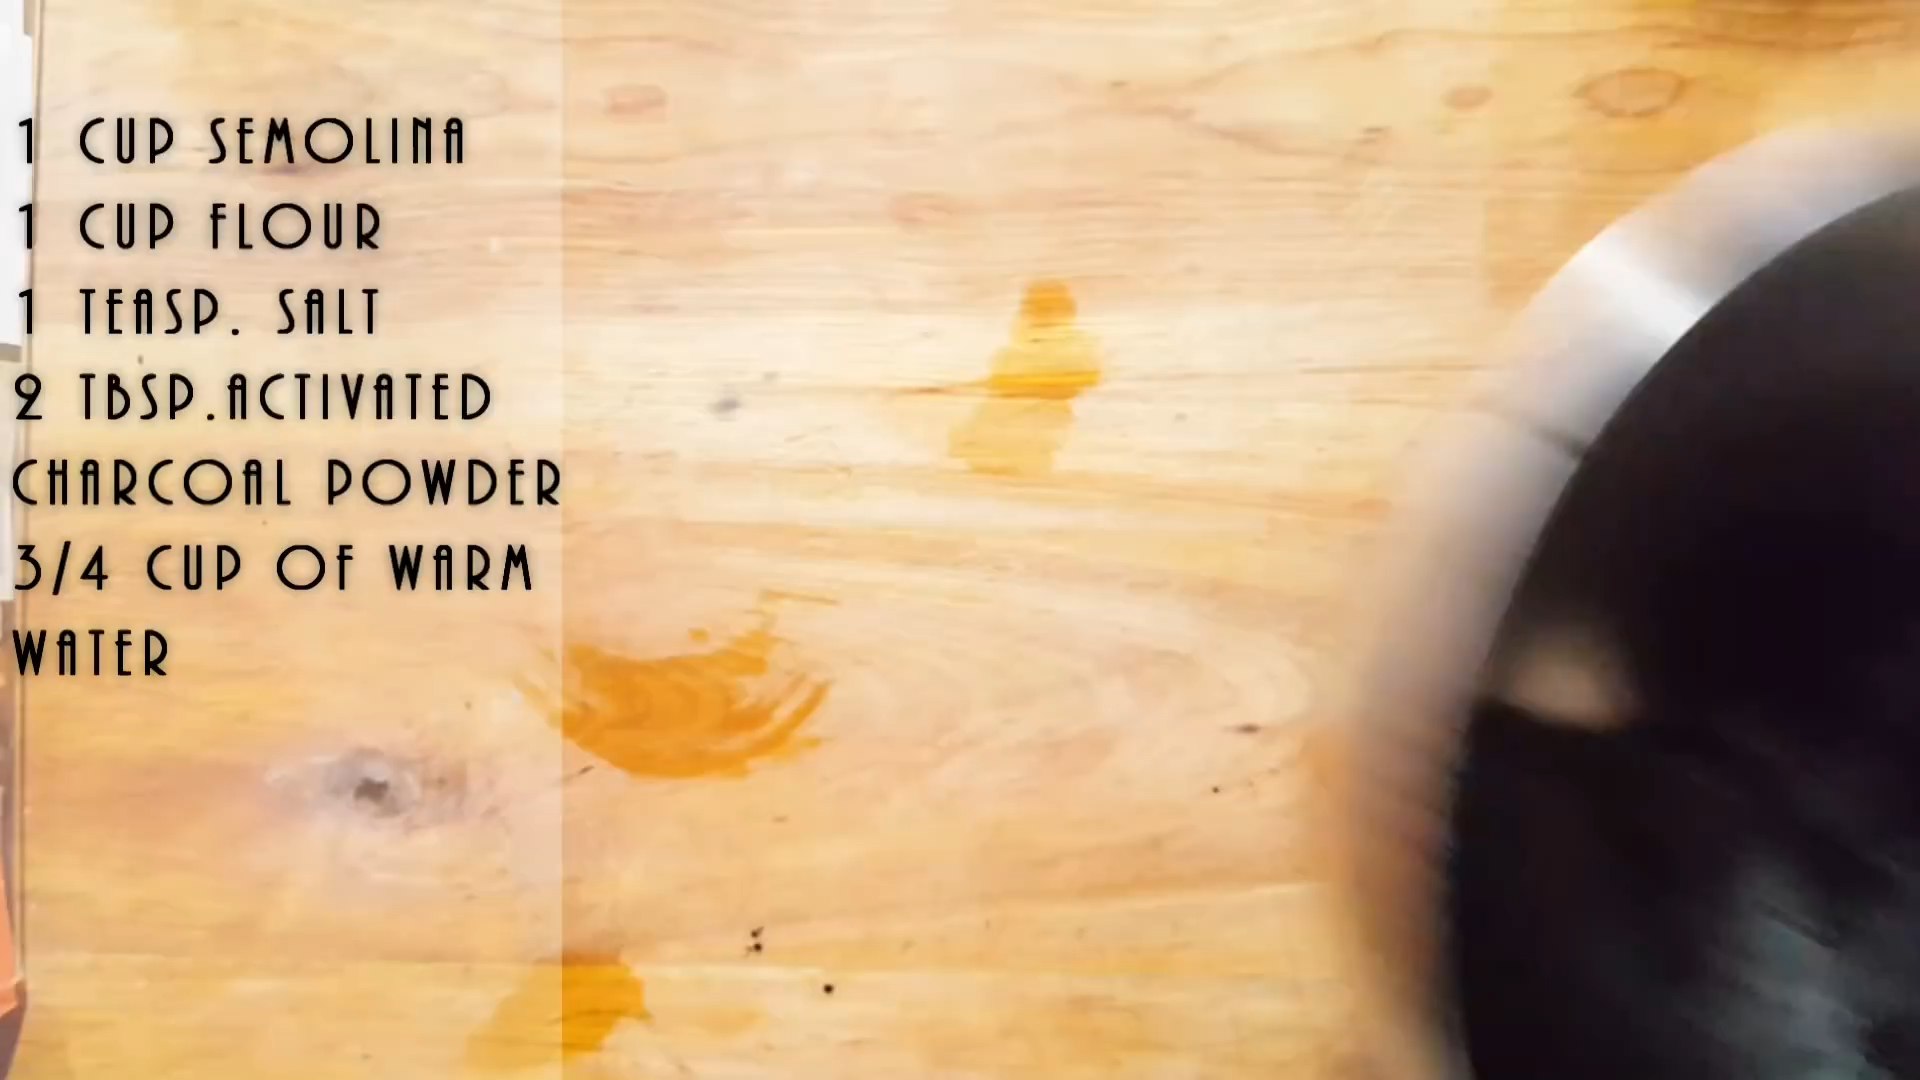 1 CUP SEMOLINA
1 CUP FLOUR
1 TEASP. SALT
2 TBSP.ACTIVATED
CHARCOAL POWDER
3/4 CUP OF WARM
WATER